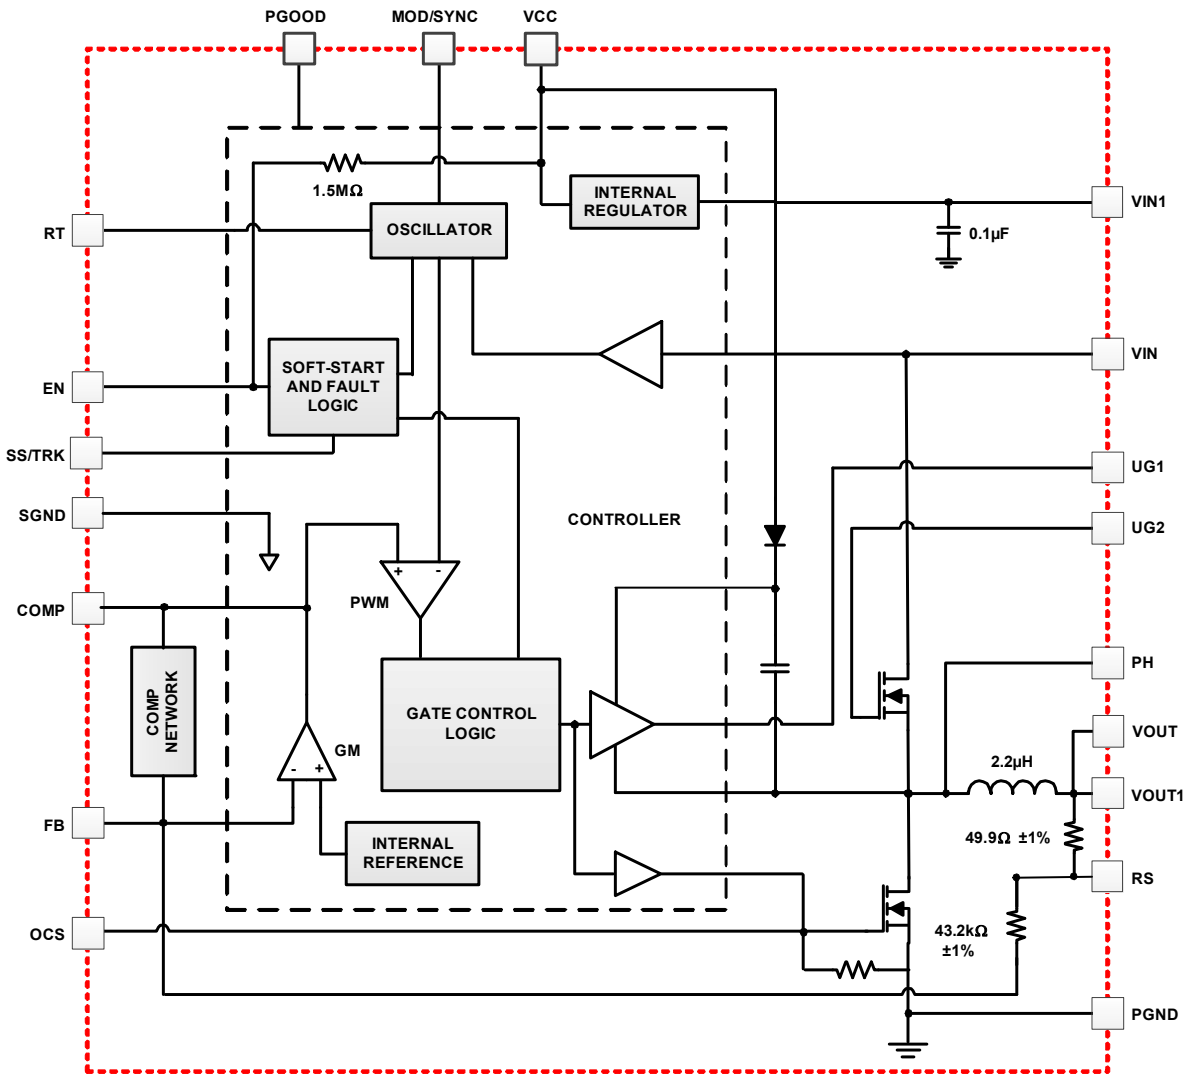 PGOOD
MOD/SYNC
VCC
1.5MΩ
INTERNAL
REGULATOR
VIN1
RT
OSCILLATOR
0.1µF
SOFT-START
AND FAULT
LOGIC
VIN
EN
SS/TRK
UG1
SGND
CONTROLLER
UG2
+ -
PWM
COMP
COMP
NETWORK
GATE CONTROL
LOGIC
PH
GM
- +
VOUT
2.2µH
VOUT1
FB
INTERNAL
REFERENCE
49.9Ω ±1%
RS
OCS
43.2kΩ
±1%
PGND